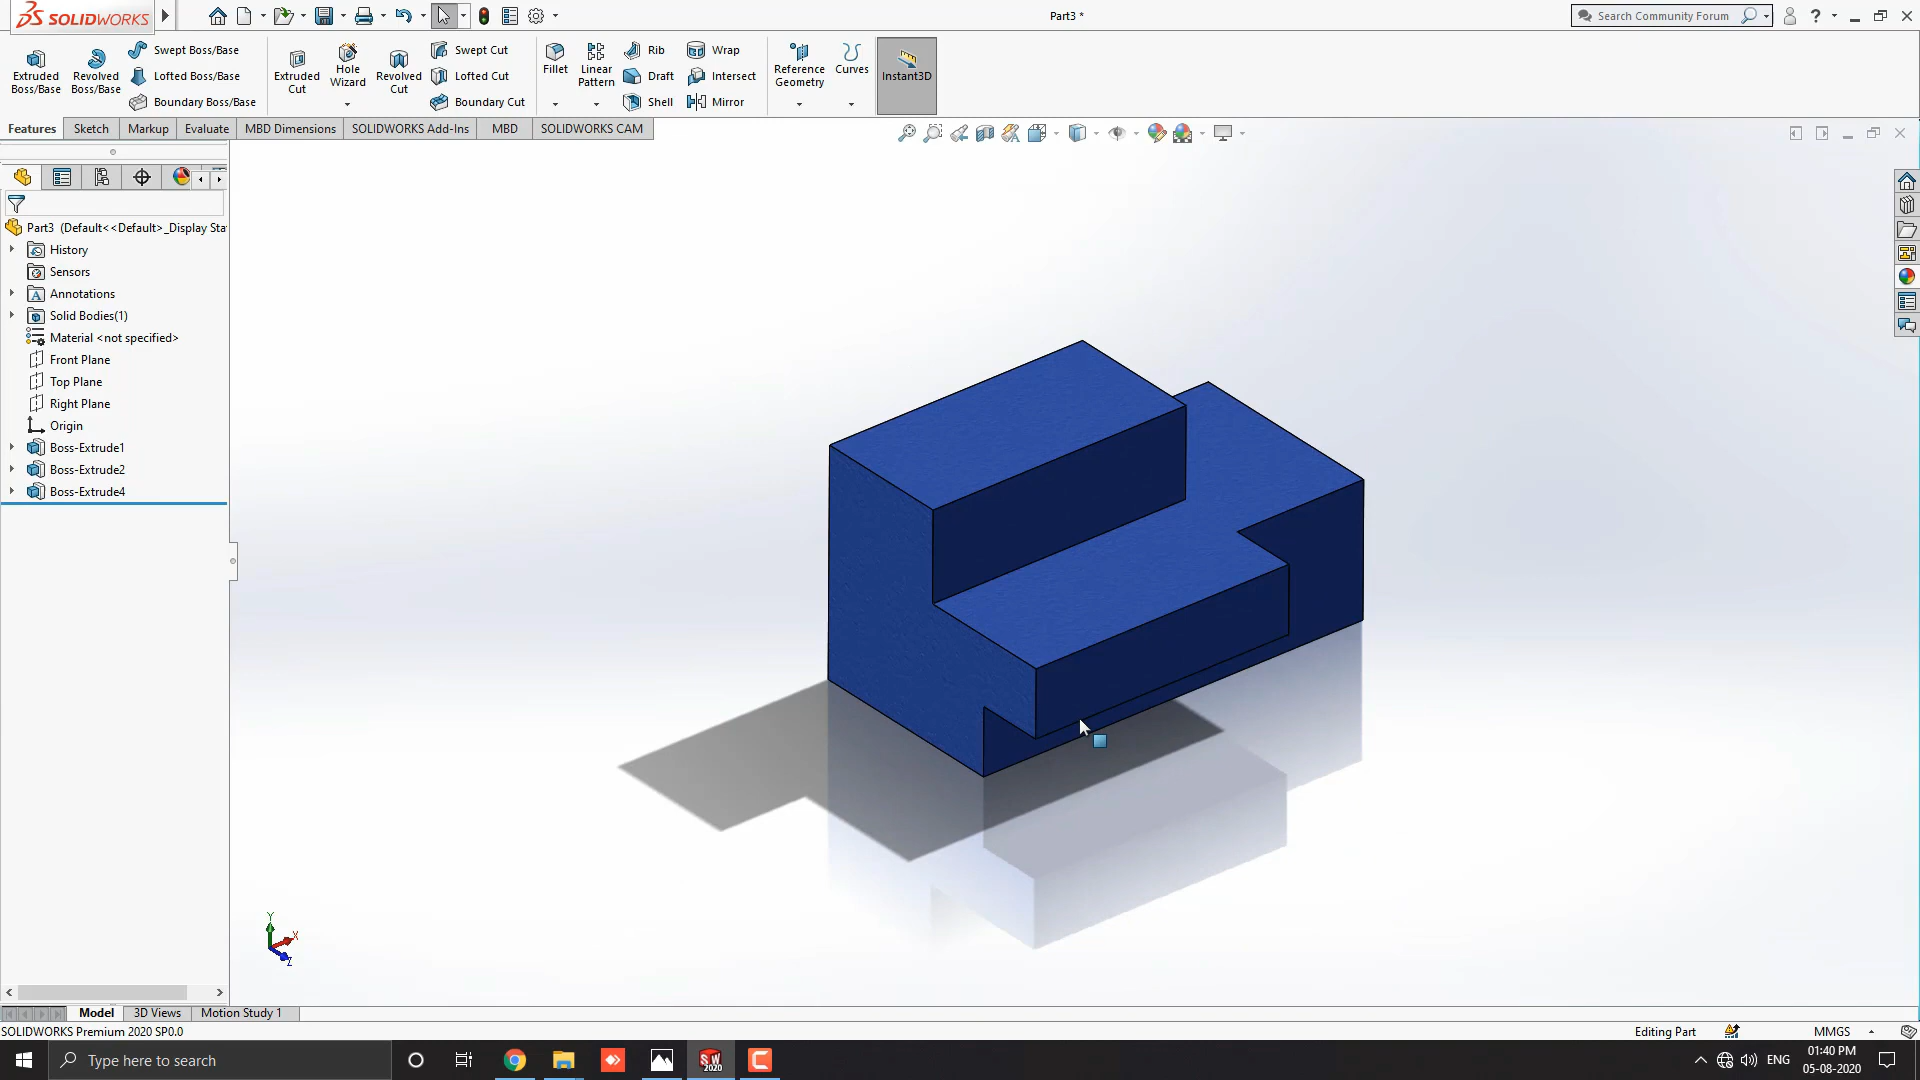 SOLIDWORKS
Part3 *
Search Community Forum
Extruded Boss/Base
Revolved Boss/Base
Swept Boss/Base
Lofted Boss/Base
Boundary Boss/Base
Extruded Cut
Hole Wizard
Revolved Cut
Swept Cut
Lofted Cut
Boundary Cut
Fillet
Linear Pattern
Rib
Draft
Shell
Wrap
Intersect
Mirror
Reference Geometry
Curves
Instant3D
Features
Sketch
Markup
Evaluate
MBD Dimensions
SOLIDWORKS Add-Ins
MBD
SOLIDWORKS CAM
Part3 (Default<<Default>_Display Sta
History
Sensors
Annotations
Solid Bodies(1)
Material <not specified>
Front Plane
Top Plane
Right Plane
Origin
Boss-Extrude1
Boss-Extrude2
Boss-Extrude4
Y
X
Z
Model
3D Views
Motion Study 1
SOLIDWORKS Premium 2020 SP0.0
Editing Part
MMGS
Type here to search
SW
2020
ENG
01:40 PM
05-08-2020